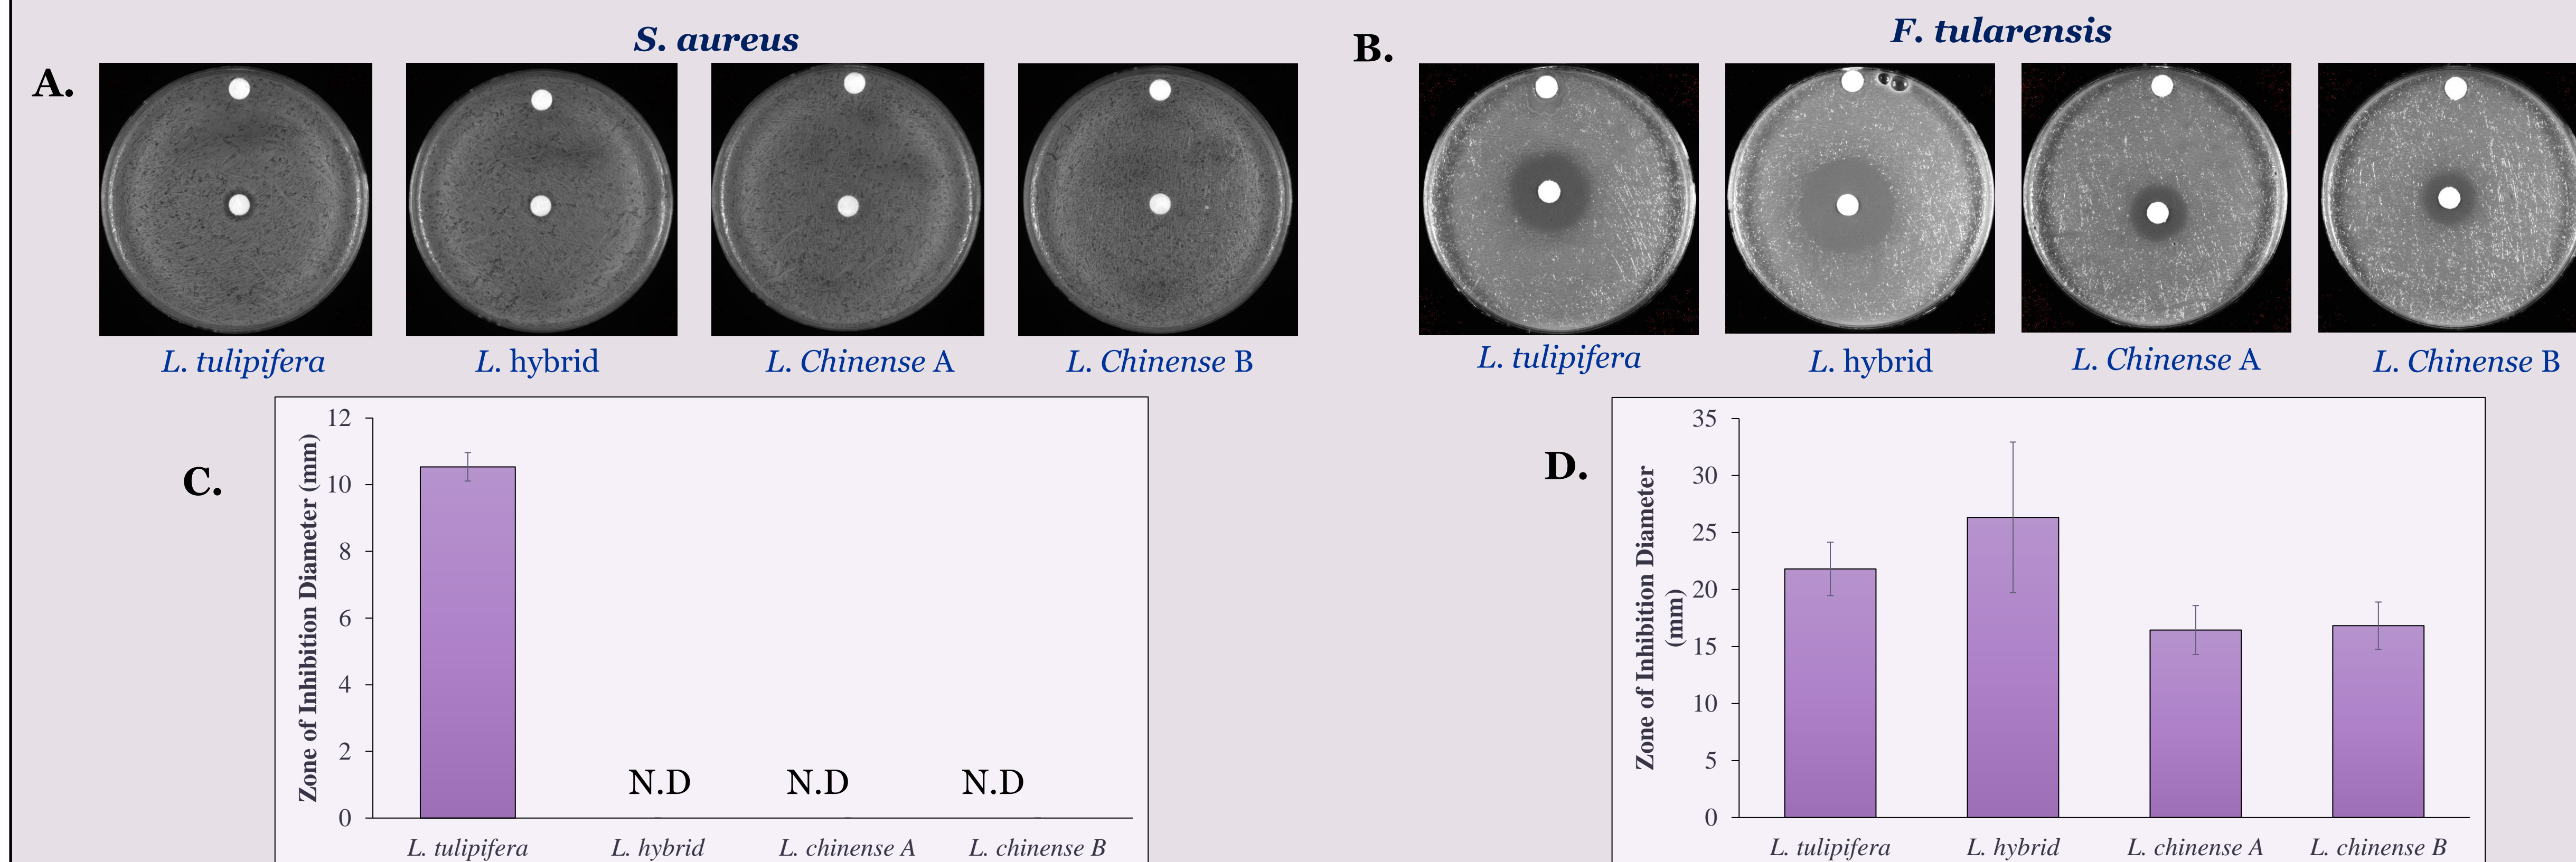 S. aureus
A.
L. tulipifera
L. hybrid
L. Chinense A
L. Chinense B
F. tularensis
B.
L. tulipifera
L. hybrid
L. Chinense A
L. Chinense B
C.
Zone of Inhibition Diameter (mm)
12
10
8
6
4
2
0
N.D
N.D
N.D
L. tulipifera
L. hybrid
L. chinense A
L. chinense B
D.
Zone of Inhibition Diameter
(mm)
35
30
25
20
15
10
5
0
L. tulipifera
L. hybrid
L. chinense A
L. chinense B